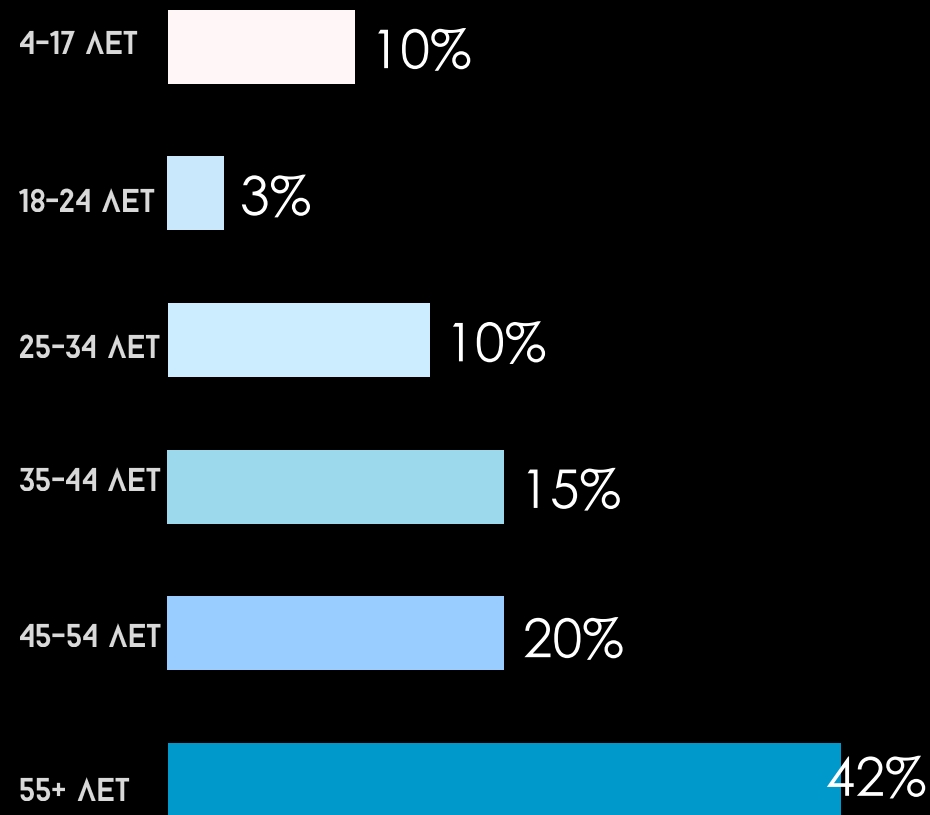 4-17 ЛЕТ 10%
18-24 ЛЕТ 3%
25-34 ЛЕТ 10%
35-44 ЛЕТ 15%
45-54 ЛЕТ 20%
55+ ЛЕТ 42%